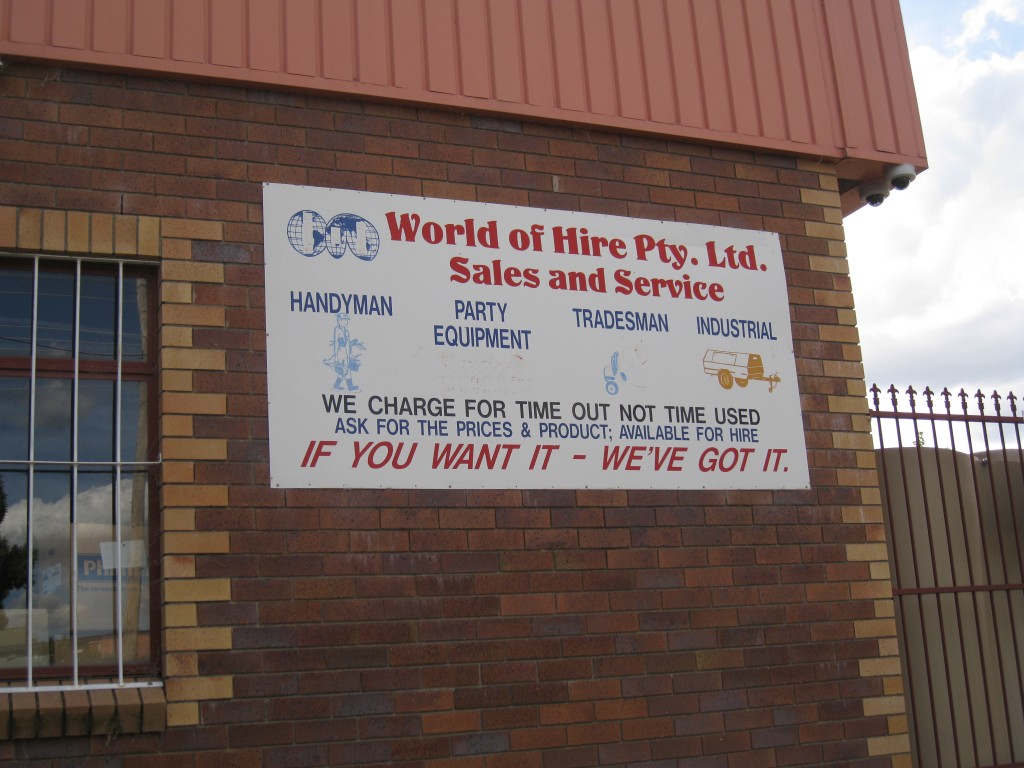 World of Hire Pty. Ltd.
Sales and Service
HANDYMAN
PARTY
EQUIPMENT
TRADESMAN
INDUSTRIAL
WE CHARGE FOR TIME OUT NOT TIME USED
ASK FOR THE PRICES & PRODUCT; AVAILABLE FOR HIRE
IF YOU WANT IT - WE'VE GOT IT.